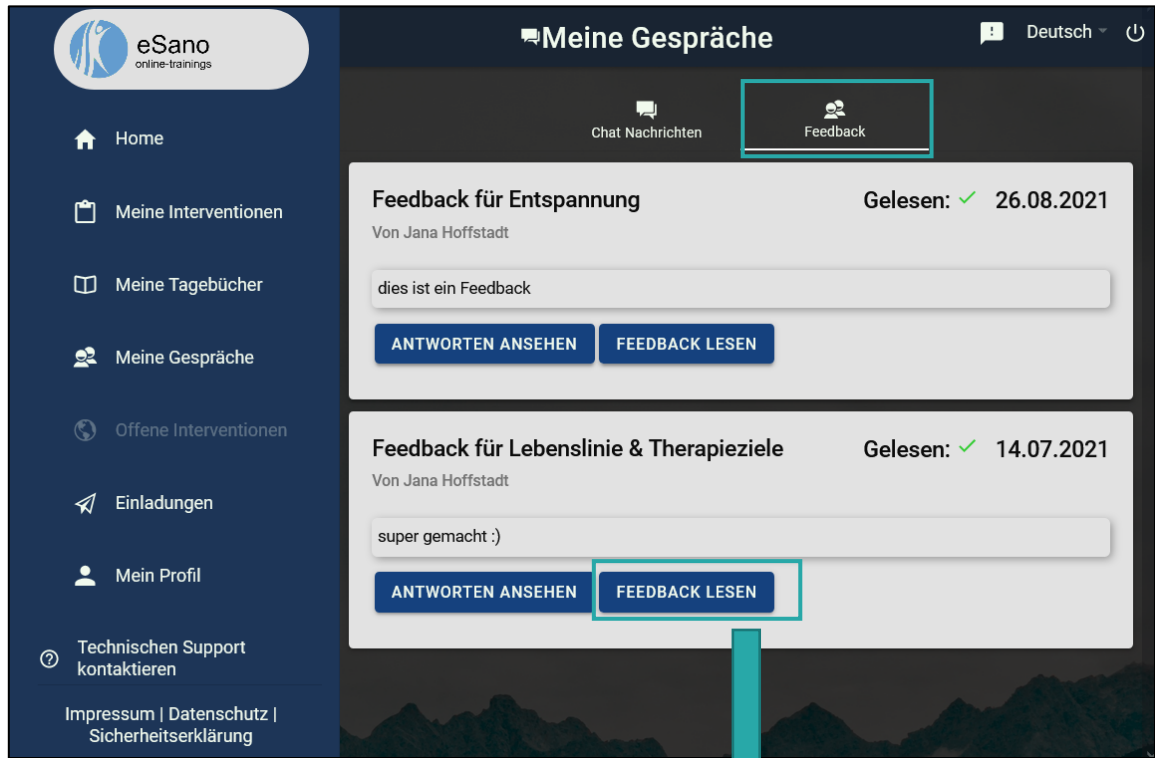 eSano
online-trainings
Home
Meine Interventionen
Meine Tagebücher
Meine Gespräche
Offene Interventionen
Einladungen
Mein Profil
Technischen Support
kontaktieren
Impressum | Datenschutz |
Sicherheitserklärung
Meine Gespräche
Deutsch
Chat Nachrichten
Feedback
Feedback für Entspannung
Gelesen: ✓ 26.08.2021
Von Jana Hoffstadt
dies ist ein Feedback
ANTWORTEN ANSEHEN
FEEDBACK LESEN
Feedback für Lebenslinie & Therapieziele
Gelesen: ✓ 14.07.2021
Von Jana Hoffstadt
super gemacht :)
ANTWORTEN ANSEHEN
FEEDBACK LESEN